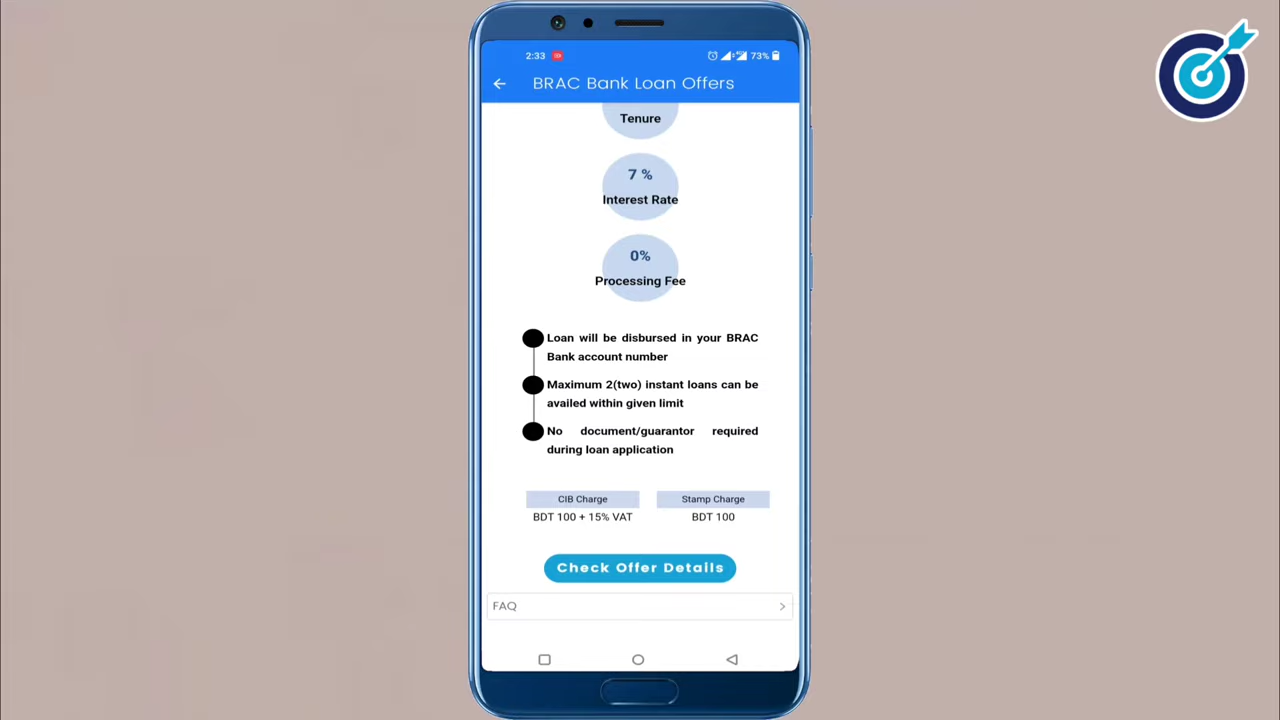 2:33
73%
BRAC Bank Loan Offers
Tenure
7 %
Interest Rate
0%
Processing Fee
Loan will be disbursed in your BRAC
Bank account number
Maximum 2(two) instant loans can be
availed within given limit
No document/guarantor required
during loan application
CIB Charge
Stamp Charge
BDT 100 + 15% VAT
BDT 100
Check Offer Details
FAQ